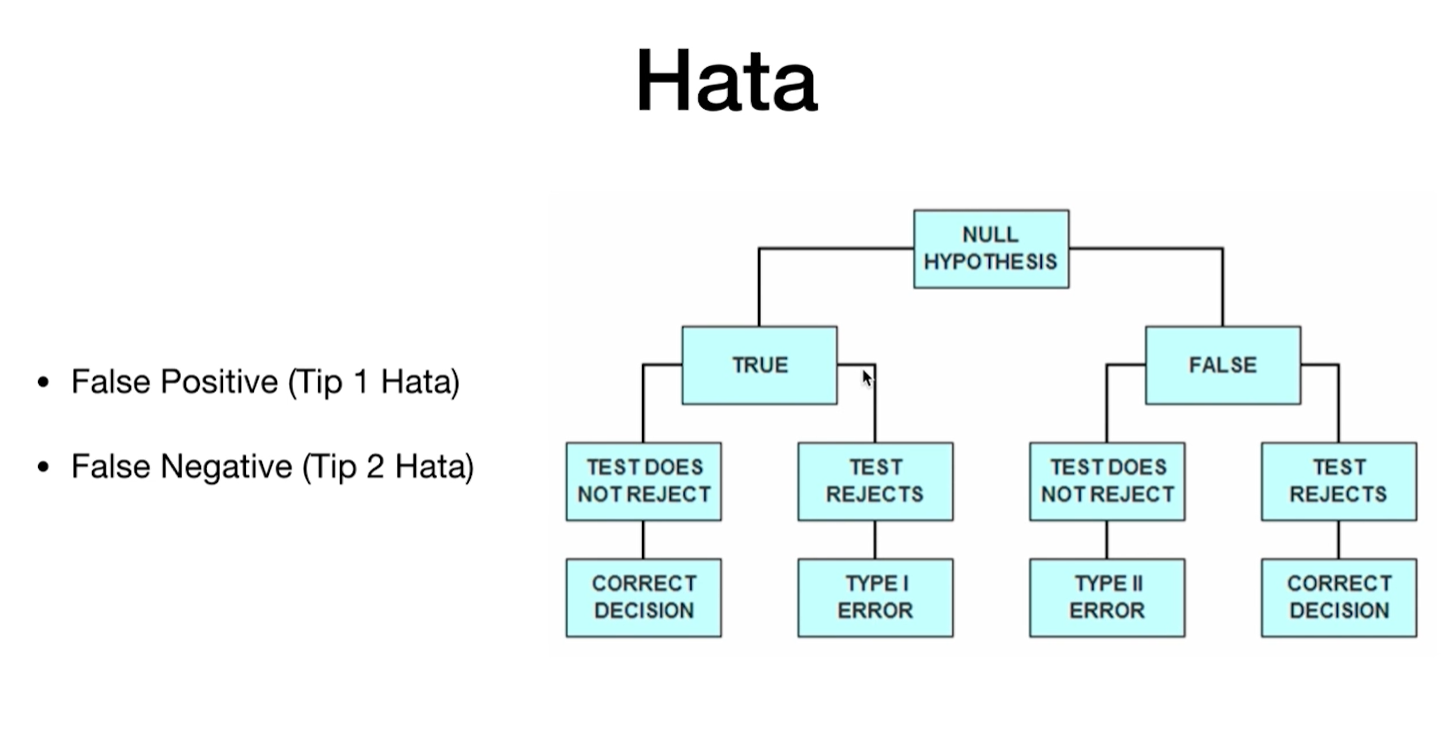 Hata
• False Positive (Tip 1 Hata)
• False Negative (Tip 2 Hata)
NULL
HYPOTHESIS
TRUE
FALSE
TEST DOES
NOT REJECT
TEST
REJECTS
TEST DOES
NOT REJECT
TEST
REJECTS
CORRECT
DECISION
TYPE I
ERROR
TYPE II
ERROR
CORRECT
DECISION